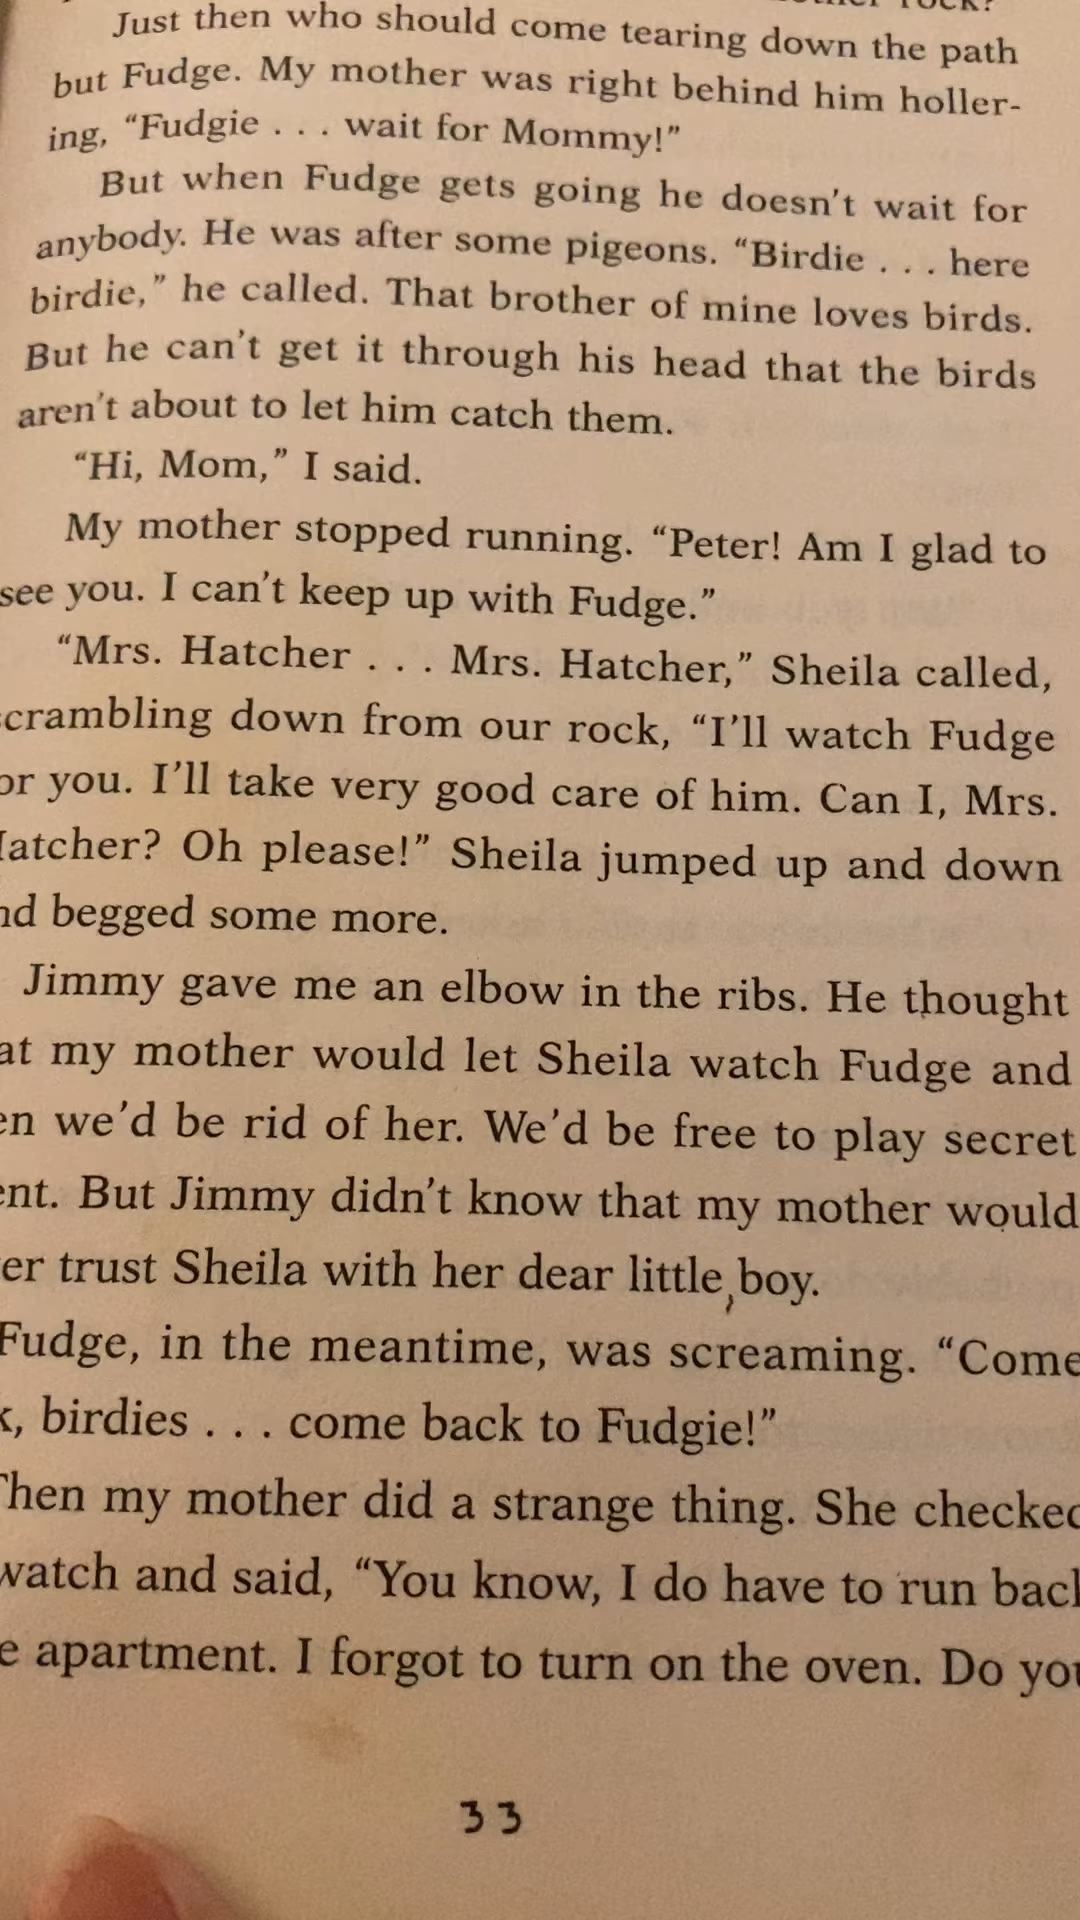 rock?
Just then who should come tearing down the path
but Fudge. My mother was right behind him holler-
ing, “Fudgie . . . wait for Mommy!”
But when Fudge gets going he doesn’t wait for
anybody. He was after some pigeons. “Birdie . . . here
birdie,” he called. That brother of mine loves birds.
But he can’t get it through his head that the birds
aren’t about to let him catch them.
“Hi, Mom,” I said.
My mother stopped running. “Peter! Am I glad to
see you. I can’t keep up with Fudge.”
“Mrs. Hatcher . . . Mrs. Hatcher,” Sheila called,
crambling down from our rock, “I’ll watch Fudge
or you. I’ll take very good care of him. Can I, Mrs.
atcher? Oh please!” Sheila jumped up and down
nd begged some more.
Jimmy gave me an elbow in the ribs. He thought
at my mother would let Sheila watch Fudge and
en we’d be rid of her. We’d be free to play secret
ent. But Jimmy didn’t know that my mother would
er trust Sheila with her dear little boy.
Fudge, in the meantime, was screaming. “Come
k, birdies . . . come back to Fudgie!”
Then my mother did a strange thing. She checked
watch and said, “You know, I do have to run back
e apartment. I forgot to turn on the oven. Do you
33